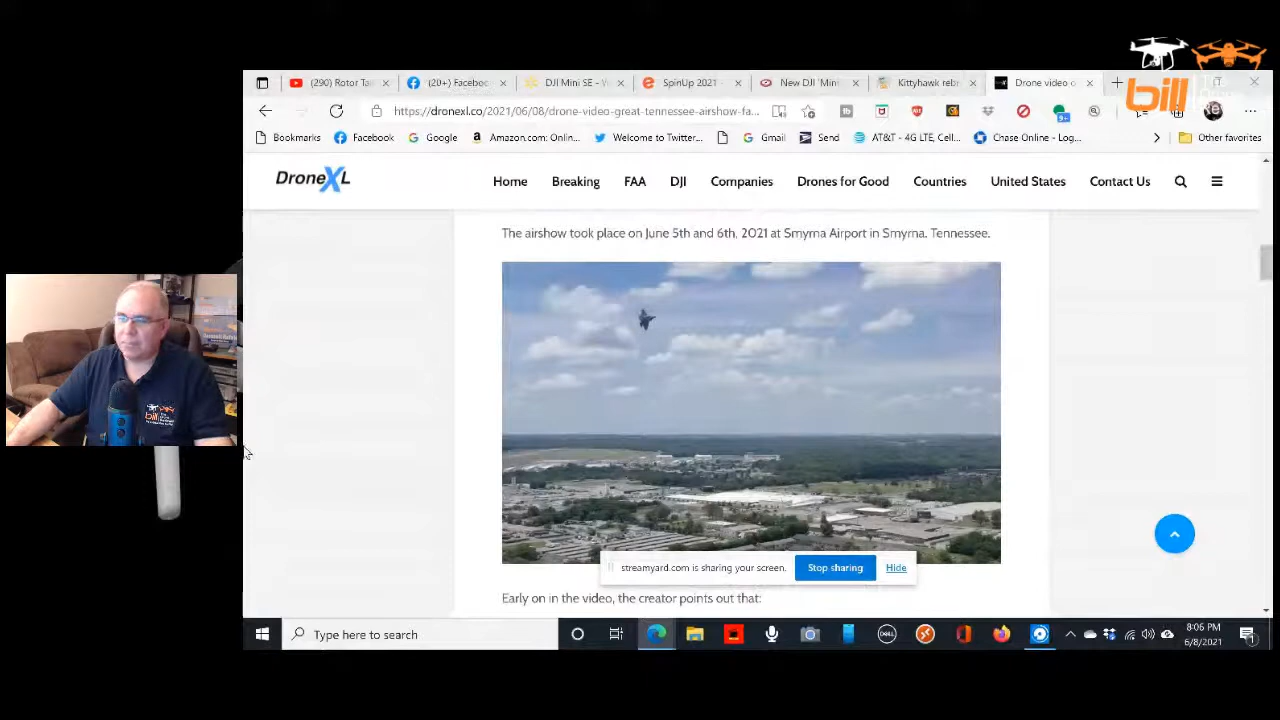 (290) Rotor Ta
(20+) Facebook
DJI Mini SE - V
SpinUp 2021 -
New DJI 'Mini
Kittyhawk reb
Drone video o
bill
https://dronexl.co/2021/06/08/drone-video-great-tennessee-airshow-fa...
Bookmarks
Facebook
Google
Amazon.com: Onlin...
Welcome to Twitter...
Gmail
Send
AT&T - 4G LTE, Cell...
Chase Online - Log...
Other favorites
DroneXL
Home
Breaking
FAA
DJI
Companies
Drones for Good
Countries
United States
Contact Us
The airshow took place on June 5th and 6th, 2021 at Smyrna Airport in Smyrna, Tennessee.
bill
streamyard.com is sharing your screen.
Stop sharing
Hide
Early on in the video, the creator points out that:
Type here to search
DELL
8:06 PM
6/8/2021